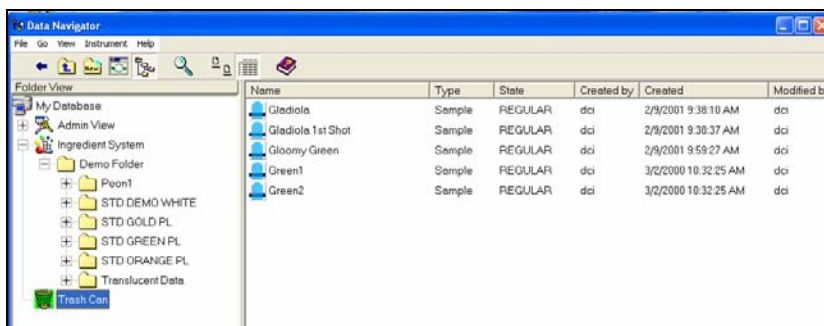 Data Navigator
File Go View Instrument Help
Folder View
My Database
Admin View
Ingredient System
Demo Folder
Poon1
STD DEMO WHITE
STD GOLD PL
STD GREEN PL
STD ORANGE PL
Translucent Data
Trash Can
Name Type State Created by Created Modified b
Gladiola Sample REGULAR dci 2/9/2001 9:38:10 AM dci
Gladiola 1st Shot Sample REGULAR dci 2/9/2001 9:38:37 AM dci
Gloomy Green Sample REGULAR dci 2/9/2001 9:59:27 AM dci
Green1 Sample REGULAR dci 3/2/2000 10:32:25 AM dci
Green2 Sample REGULAR dci 3/2/2000 10:32:25 AM dci